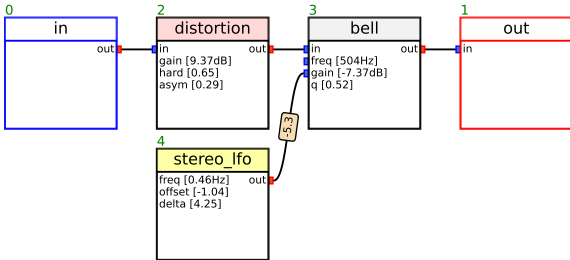 0
in
out
2
distortion
in out
gain [9.37dB]
hard [0.65]
asym [0.29]
3
bell
in out
freq [504Hz]
gain [-7.37dB]
q [0.52]
1
out
in
-5.3
4
stereo_lfo
freq [0.46Hz] out
offset [-1.04]
delta [4.25]